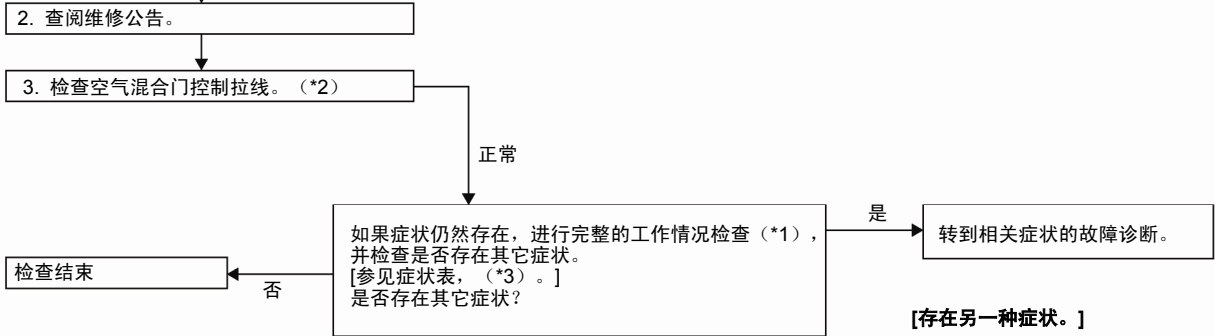 2. 查阅维修公告。
3. 检查空气混合门控制拉线。（*2）
正常
如果症状仍然存在，进行完整的工作情况检查（*1），
并检查是否存在其它症状。
[参见症状表，（*3）。]
是否存在其它症状？
是
转到相关症状的故障诊断。
否
检查结束
[存在另一种症状。]